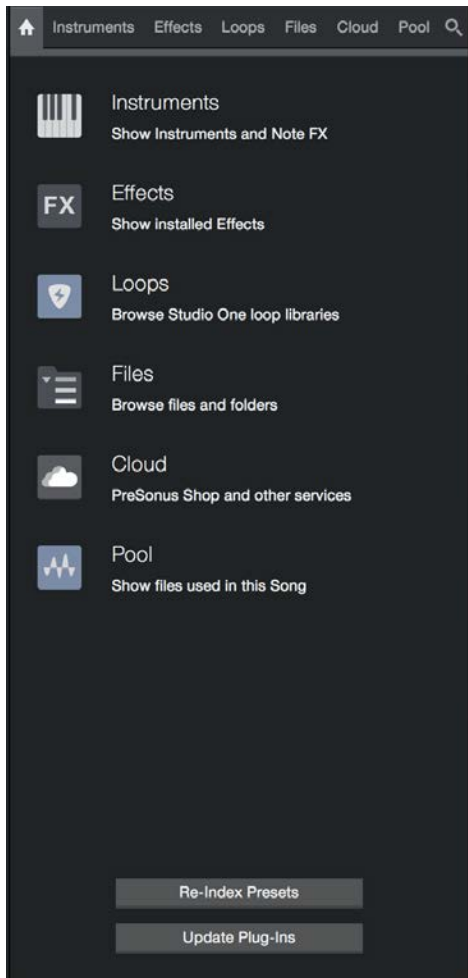 Instruments Effects Loops Files Cloud Pool
Instruments
Show Instruments and Note FX
FX
Effects
Show installed Effects
Loops
Browse Studio One loop libraries
Files
Browse files and folders
Cloud
PreSonus Shop and other services
Pool
Show files used in this Song
Re-Index Presets
Update Plug-Ins